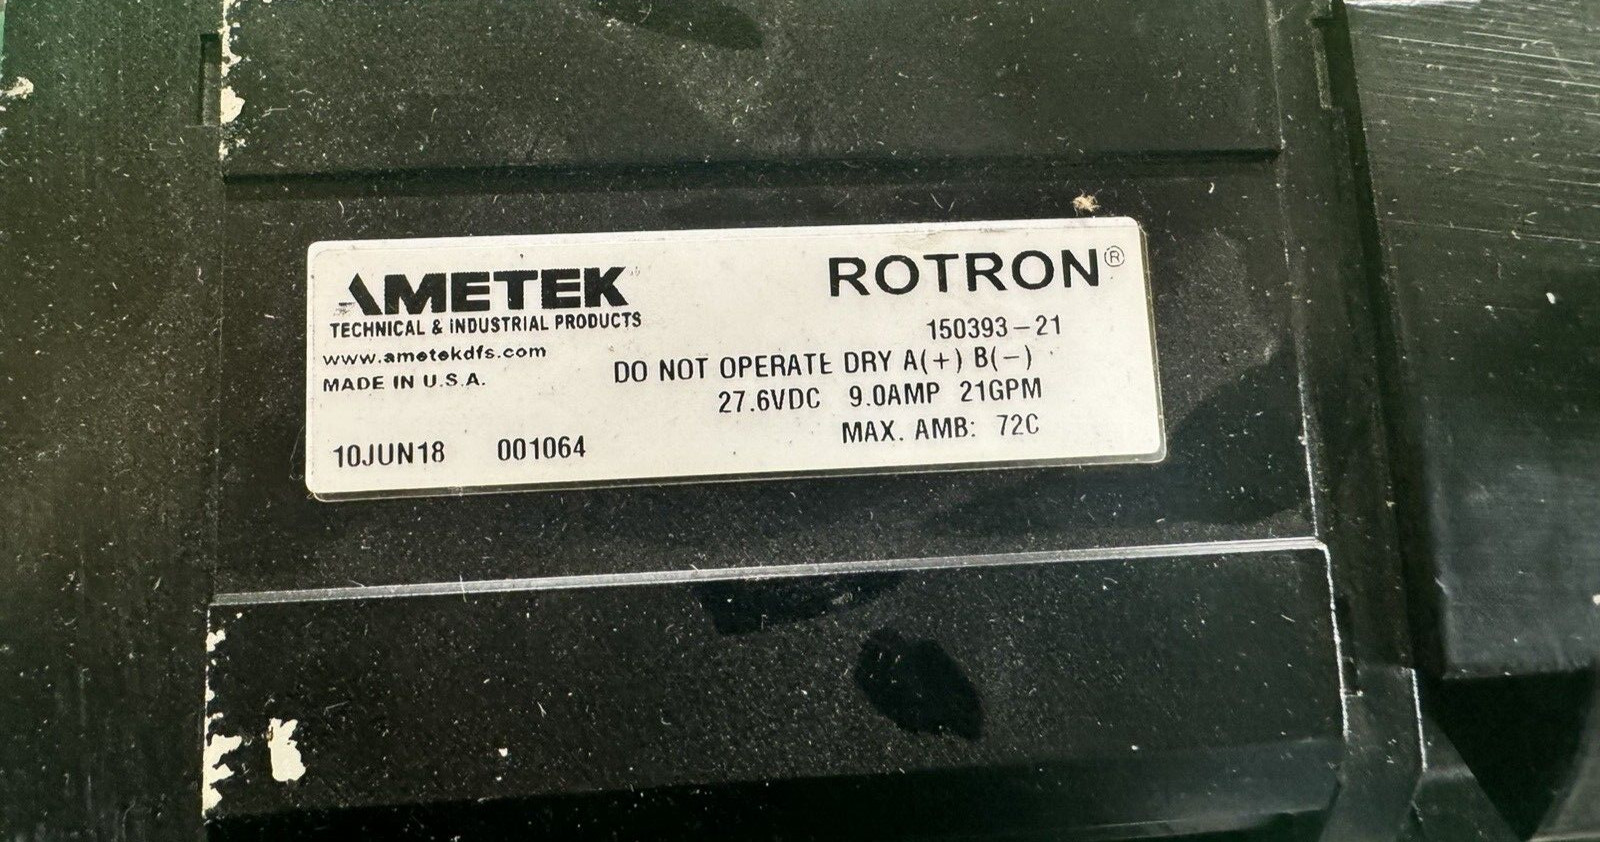 AMETEK
TECHNICAL & INDUSTRIAL PRODUCTS
www.ametekdfs.com
MADE IN U.S.A.
ROTRON®
150393-21
DO NOT OPERATE DRY A(+) B(-)
27.6VDC 9.0AMP 21GPM
MAX. AMB: 72C
10JUN18 001064